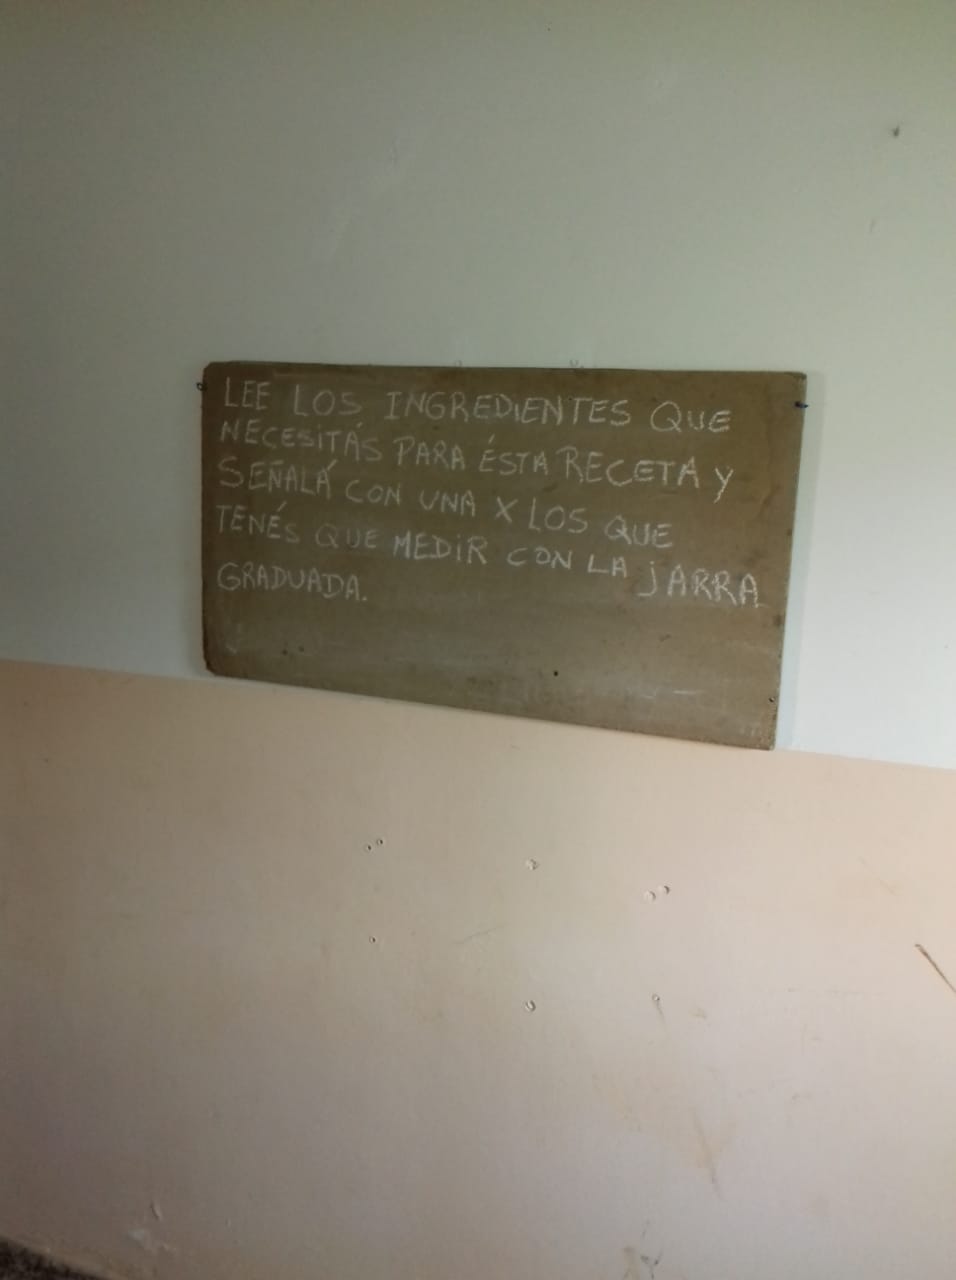 LEE LOS INGREDIENTES QUE
NECESITÁS PARA ÉSTA RECETA Y
SEÑALÁ CON UNA X LOS QUE
TENÉS QUE MEDIR CON LA JARRA
GRADUADA.